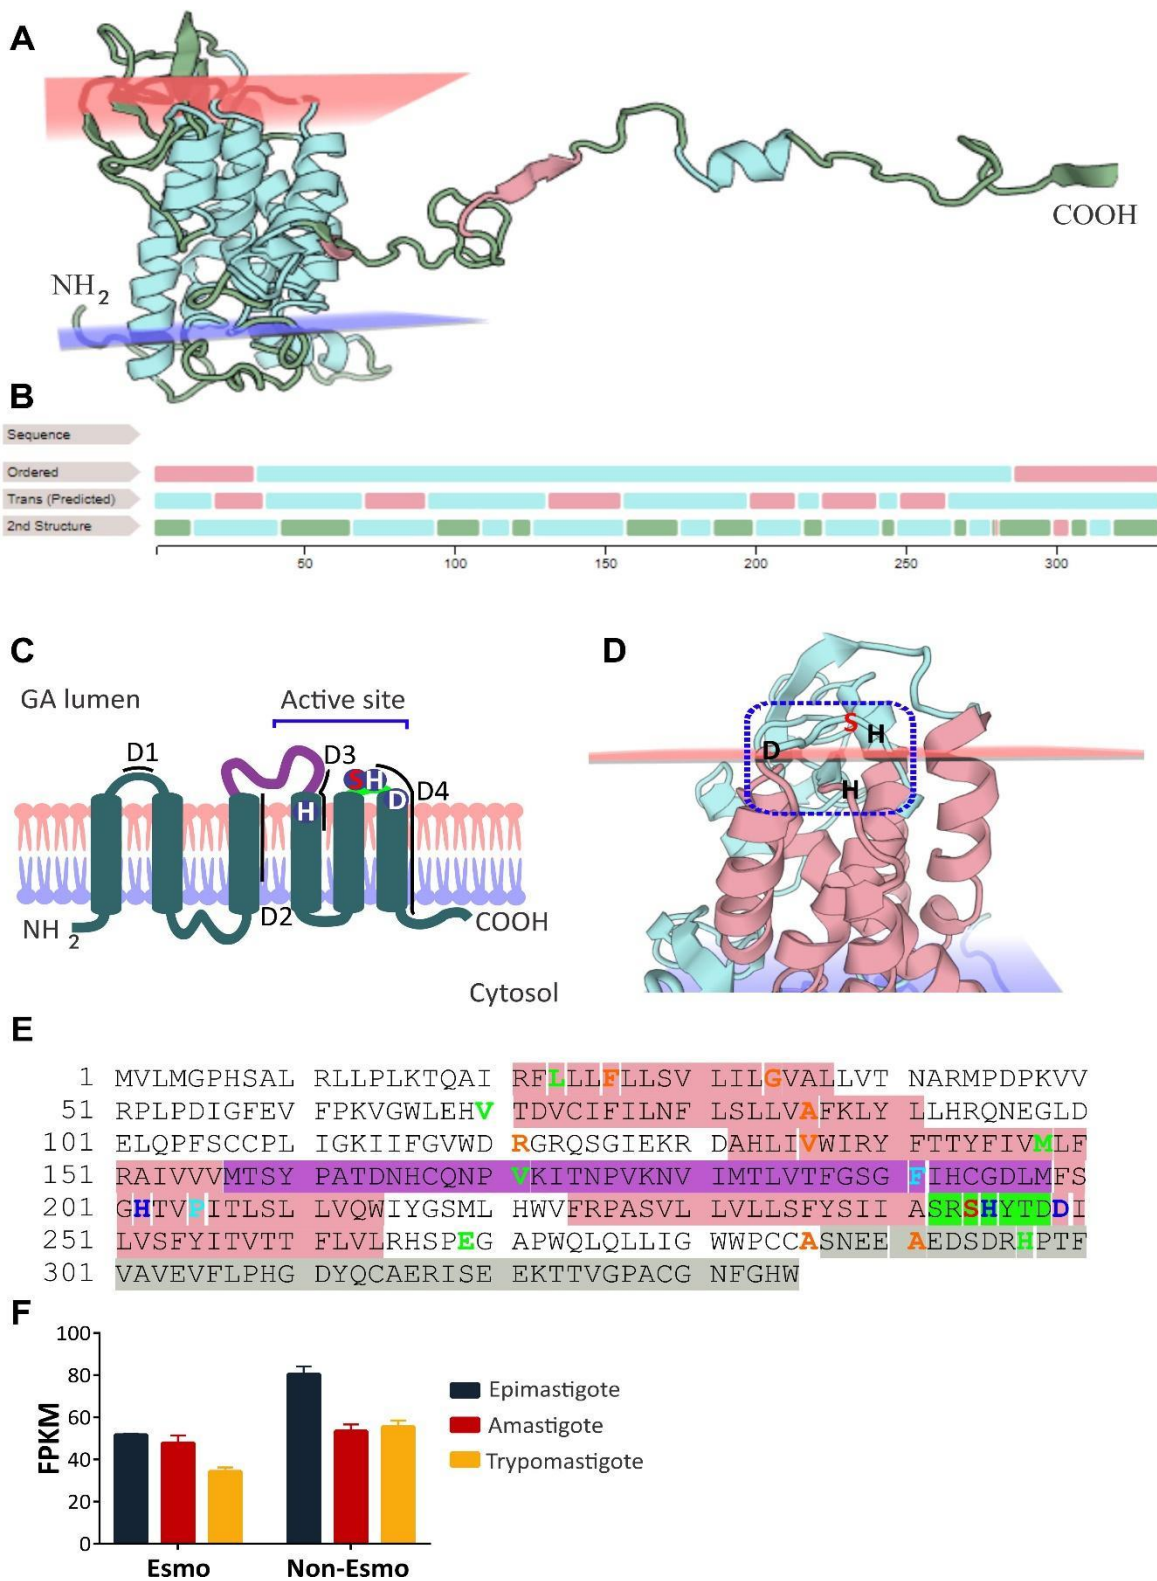 A
NH2
COOH
B
Sequence
Ordered
Trans (Predicted)
2nd Structure
50 100 150 200 250 300
C
GA lumen
Active site
D1
D3
S H
H
D
D4
D2
NH 2
COOH
Cytosol
D
S
H
D
H
E
1 MVLMGPHSAL RLLPLKTQAI RFLLLFLLSV LILGVALLVT NARMPDPKVV
51 RPLPDIGFEV FPKVGWLEHV TDVCIFILNF LSLLVAFKLY LLHRQNEGLD
101 ELQPFSCCPL IGKIIFGVWD RGRQSGIEKR DAHLIVWIRY FTTYFIVMLF
151 RAIVVVMTSY PATDNHCQNP VKITNPVKNV IMTLVTFGSG FIHCGDLMFS
201 GHTVPITLSL LVQWIYGSML HWVFRPASVL LVLLSFYSII ASRSHYTDDI
251 LVSFYITVTT FLVLRHSPEG APWQLQLLIG WWPCCASNEE AEDSDRHPTF
301 VAVEVFLPHG DYQCAERISE EKTTVGPACG NFGHW
F
100
80
60
40
20
0
FPKM
Epimastigote
Amastigote
Trypomastigote
Esmo Non-Esmo